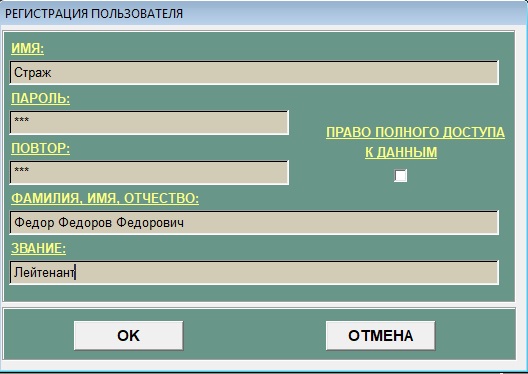 РЕГИСТРАЦИЯ ПОЛЬЗОВАТЕЛЯ
ИМЯ:
Страж
ПАРОЛЬ:
***
ПОВТОР:
***
ПРАВО ПОЛНОГО ДОСТУПА
К ДАННЫМ
ФАМИЛИЯ, ИМЯ, ОТЧЕСТВО:
Федор Федоров Федорович
ЗВАНИЕ:
Лейтенант
OK
ОТМЕНА